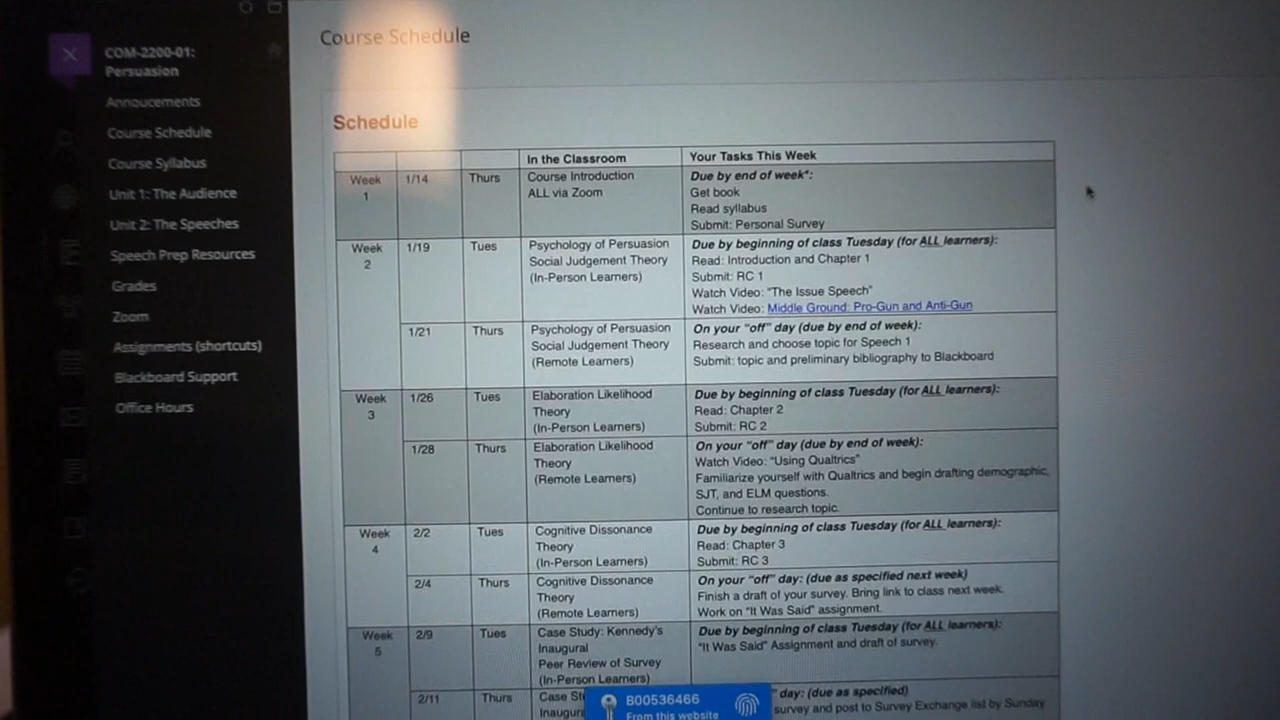 Course Schedule
COM-2200-01:
Persuasion
Annoucements
Course Schedule
Course Syllabus
Unit 1: The Audience
Unit 2: The Speeches
Speech Prep Resources
Grades
Zoom
Assignments (shortcuts)
Blackboard Support
Office Hours
Schedule
In the Classroom
Your Tasks This Week
Week 1
1/14
Thurs
Course Introduction
ALL via Zoom
Due by end of week*:
Get book
Read syllabus
Submit: Personal Survey
Week 2
1/19
Tues
Psychology of Persuasion
Social Judgement Theory
(In-Person Learners)
Due by beginning of class Tuesday (for ALL learners):
Read: Introduction and Chapter 1
Submit: RC 1
Watch Video: "The Issue Speech"
Watch Video: Middle Ground: Pro-Gun and Anti-Gun
1/21
Thurs
Psychology of Persuasion
Social Judgement Theory
(Remote Learners)
On your "off" day (due by end of week):
Research and choose topic for Speech 1
Submit: topic and preliminary bibliography to Blackboard
Week 3
1/26
Tues
Elaboration Likelihood
Theory
(In-Person Learners)
Due by beginning of class Tuesday (for ALL learners):
Read: Chapter 2
Submit: RC 2
1/28
Thurs
Elaboration Likelihood
Theory
(Remote Learners)
On your "off" day (due by end of week):
Watch Video: "Using Qualtrics"
Familiarize yourself with Qualtrics and begin drafting demographic,
SJT, and ELM questions.
Continue to research topic.
Week 4
2/2
Tues
Cognitive Dissonance
Theory
(In-Person Learners)
Due by beginning of class Tuesday (for ALL learners):
Read: Chapter 3
Submit: RC 3
2/4
Thurs
Cognitive Dissonance
Theory
(Remote Learners)
On your "off" day: (due as specified next week)
Finish a draft of your survey. Bring link to class next week.
Work on "It Was Said" assignment.
Week 5
2/9
Tues
Case Study: Kennedy's
Inaugural
Peer Review of Survey
(In-Person Learners)
Due by beginning of class Tuesday (for ALL learners):
"It Was Said" Assignment and draft of survey.
2/11
Thurs
Case
" day: (due as specified)
survey and post to Survey Exchange list by Sunday
B00536466
From this website